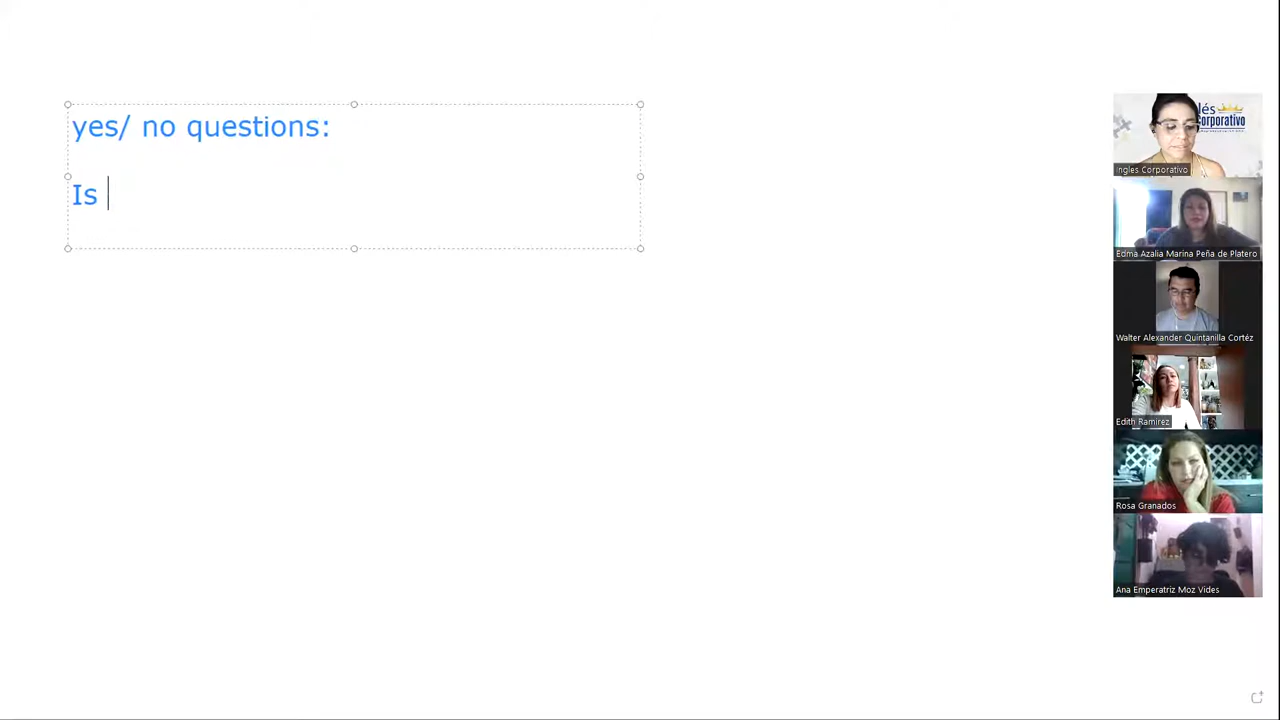 yes/ no questions:
Is
lés
Corporativo
Ingles Corporativo
Edma Azalia Marina Peña de Platero
Walter Alexander Quintanilla Cortéz
Edith Ramirez
Rosa Granados
Ana Emperatriz Moz Vides